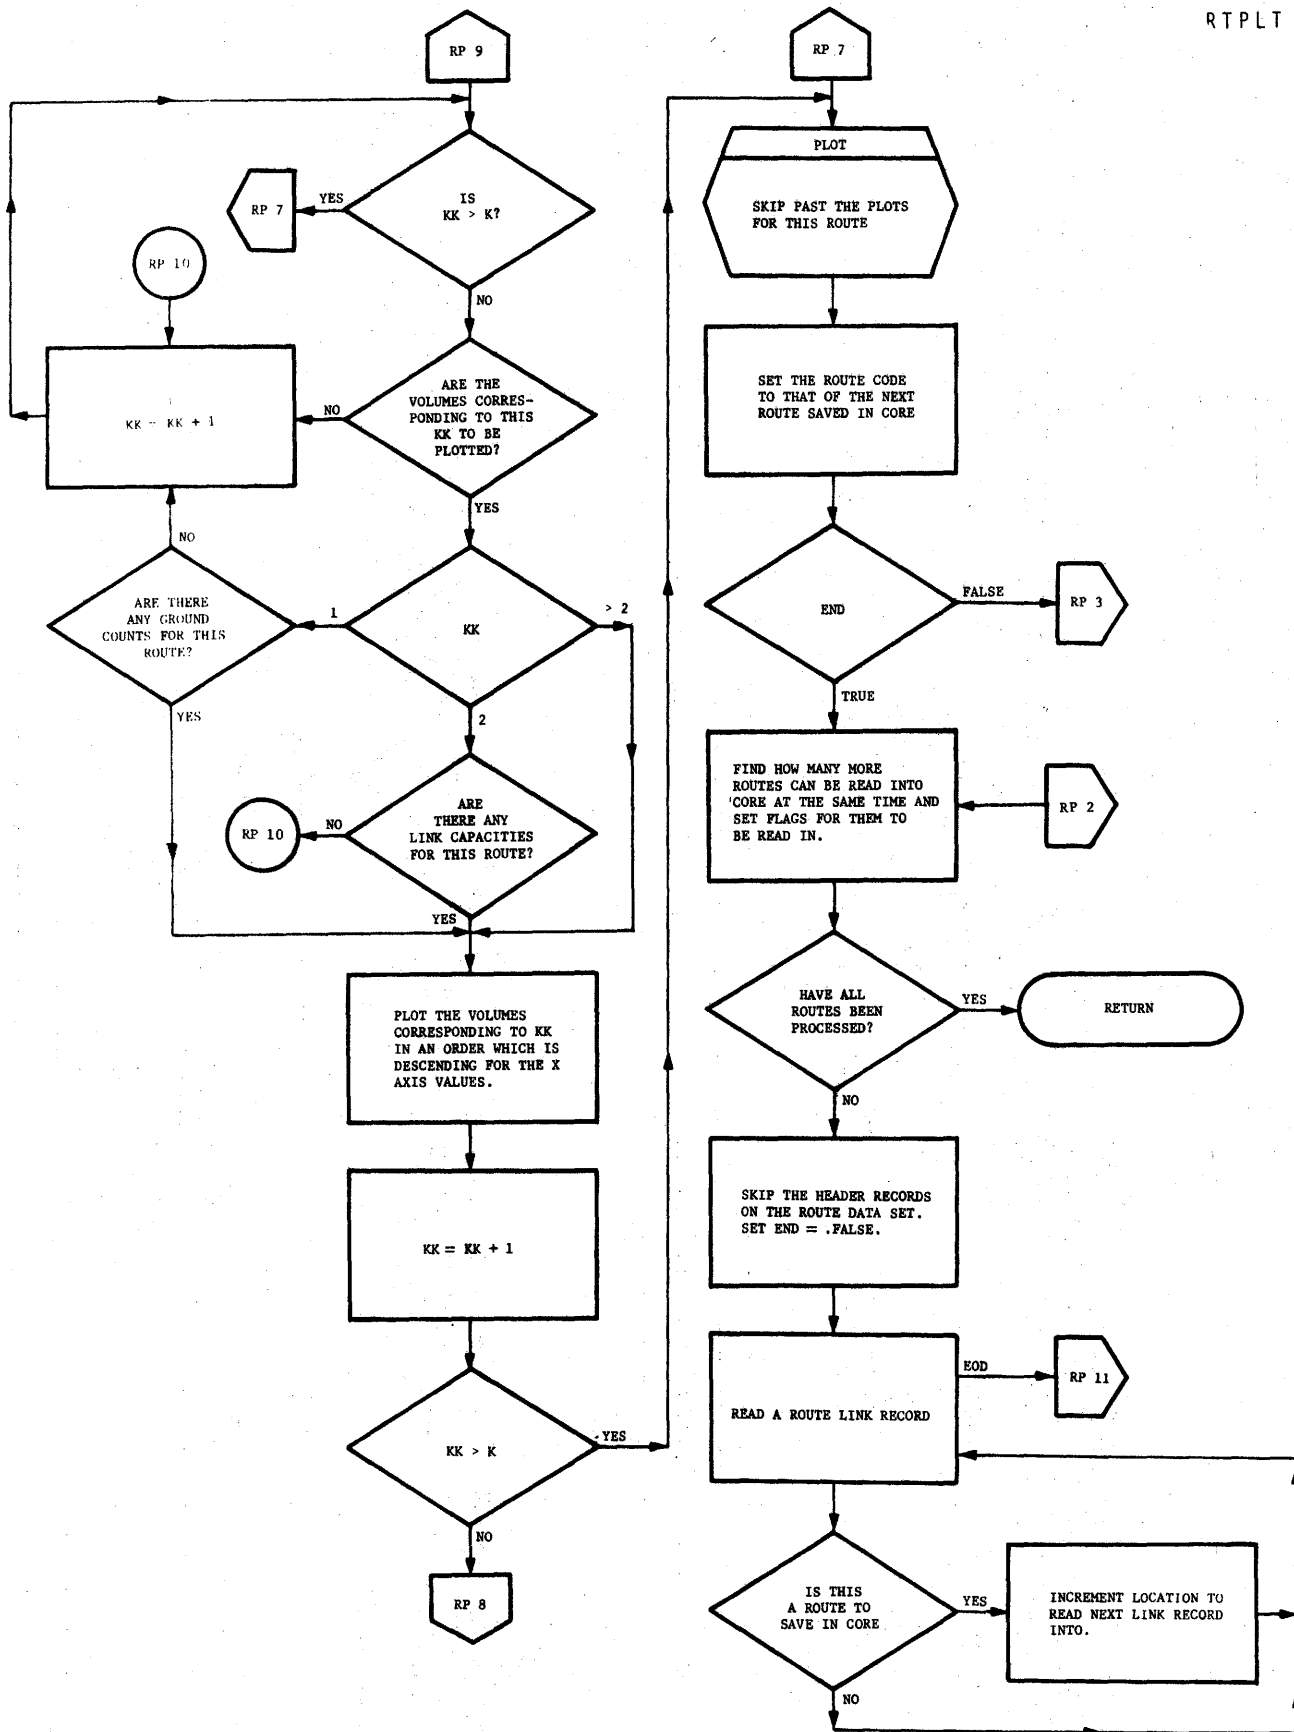 RTPLT
RP 9
IS
KK > K?
YES
RP 7
NO
RP 10
ARE THE
VOLUMES CORRES-
PONDING TO THIS
KK TO BE
PLOTTED?
NO
KK = KK + 1
YES
NO
ARE THERE
ANY GROUND
COUNTS FOR THIS
ROUTE?
1
KK
> 2
YES
2
ARE
THERE ANY
LINK CAPACITIES
FOR THIS ROUTE?
NO
RP 10
YES
PLOT THE VOLUMES
CORRESPONDING TO KK
IN AN ORDER WHICH IS
DESCENDING FOR THE X
AXIS VALUES.
KK = KK + 1
KK > K
YES
NO
RP 8
RP 7
PLOT
SKIP PAST THE PLOTS
FOR THIS ROUTE
SET THE ROUTE CODE
TO THAT OF THE NEXT
ROUTE SAVED IN CORE
END
FALSE
RP 3
TRUE
FIND HOW MANY MORE
ROUTES CAN BE READ INTO
CORE AT THE SAME TIME AND
SET FLAGS FOR THEM TO
BE READ IN.
RP 2
HAVE ALL
ROUTES BEEN
PROCESSED?
YES
RETURN
NO
SKIP THE HEADER RECORDS
ON THE ROUTE DATA SET.
SET END = .FALSE.
READ A ROUTE LINK RECORD
EOD
RP 11
IS THIS
A ROUTE TO
SAVE IN CORE
YES
INCREMENT LOCATION TO
READ NEXT LINK RECORD
INTO.
NO